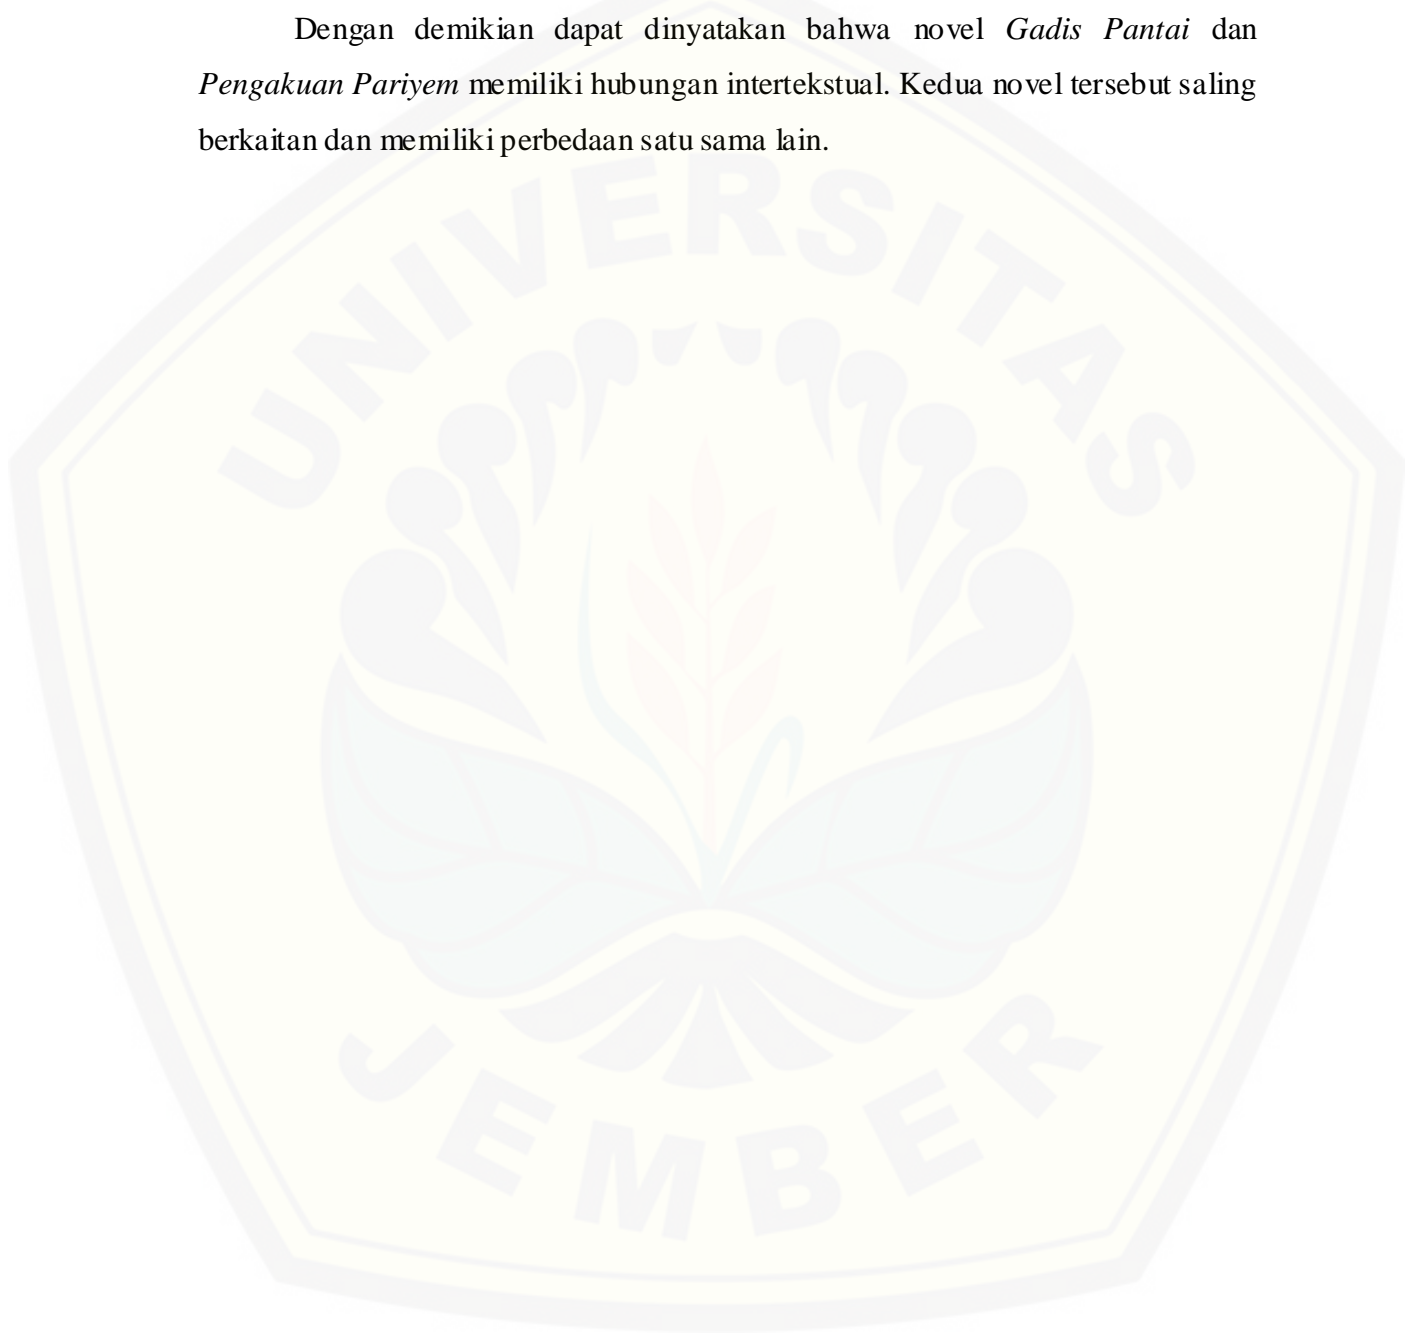 Dengan demikian dapat dinyatakan bahwa novel Gadis Pantai dan
Pengakuan Pariyem memiliki hubungan intertekstual. Kedua novel tersebut saling
berkaitan dan memiliki perbedaan satu sama lain.
UNIVERSITAS
JEMBER